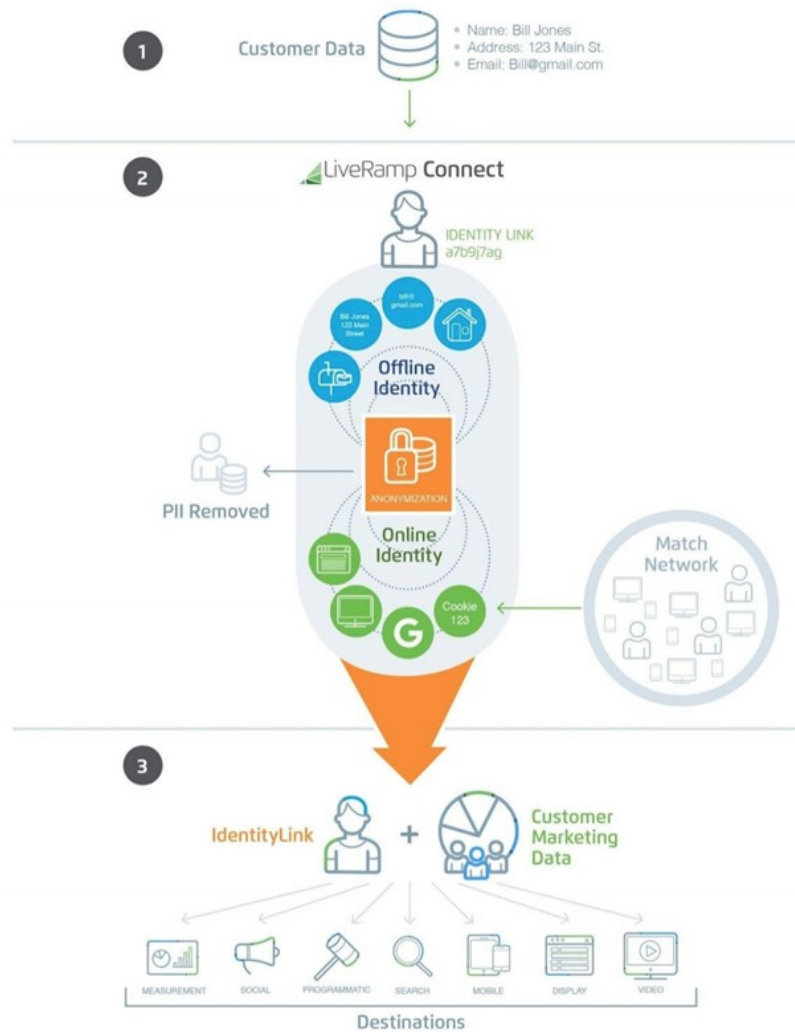 1
Customer Data
• Name: Bill Jones
• Address: 123 Main St.
• Email: Bill@gmail.com
2
LiveRamp Connect
IDENTITY LINK
a7b9j7ag
bill@
gmail.com
Bill Jones
123 Main
Street
Offline
Identity
ANONYMIZATION
PII Removed
Online
Identity
Match
Network
Cookie
123
G
3
IdentityLink
+
Customer
Marketing
Data
MEASUREMENT
SOCIAL
PROGRAMMATIC
SEARCH
MOBILE
DISPLAY
VIDEO
Destinations